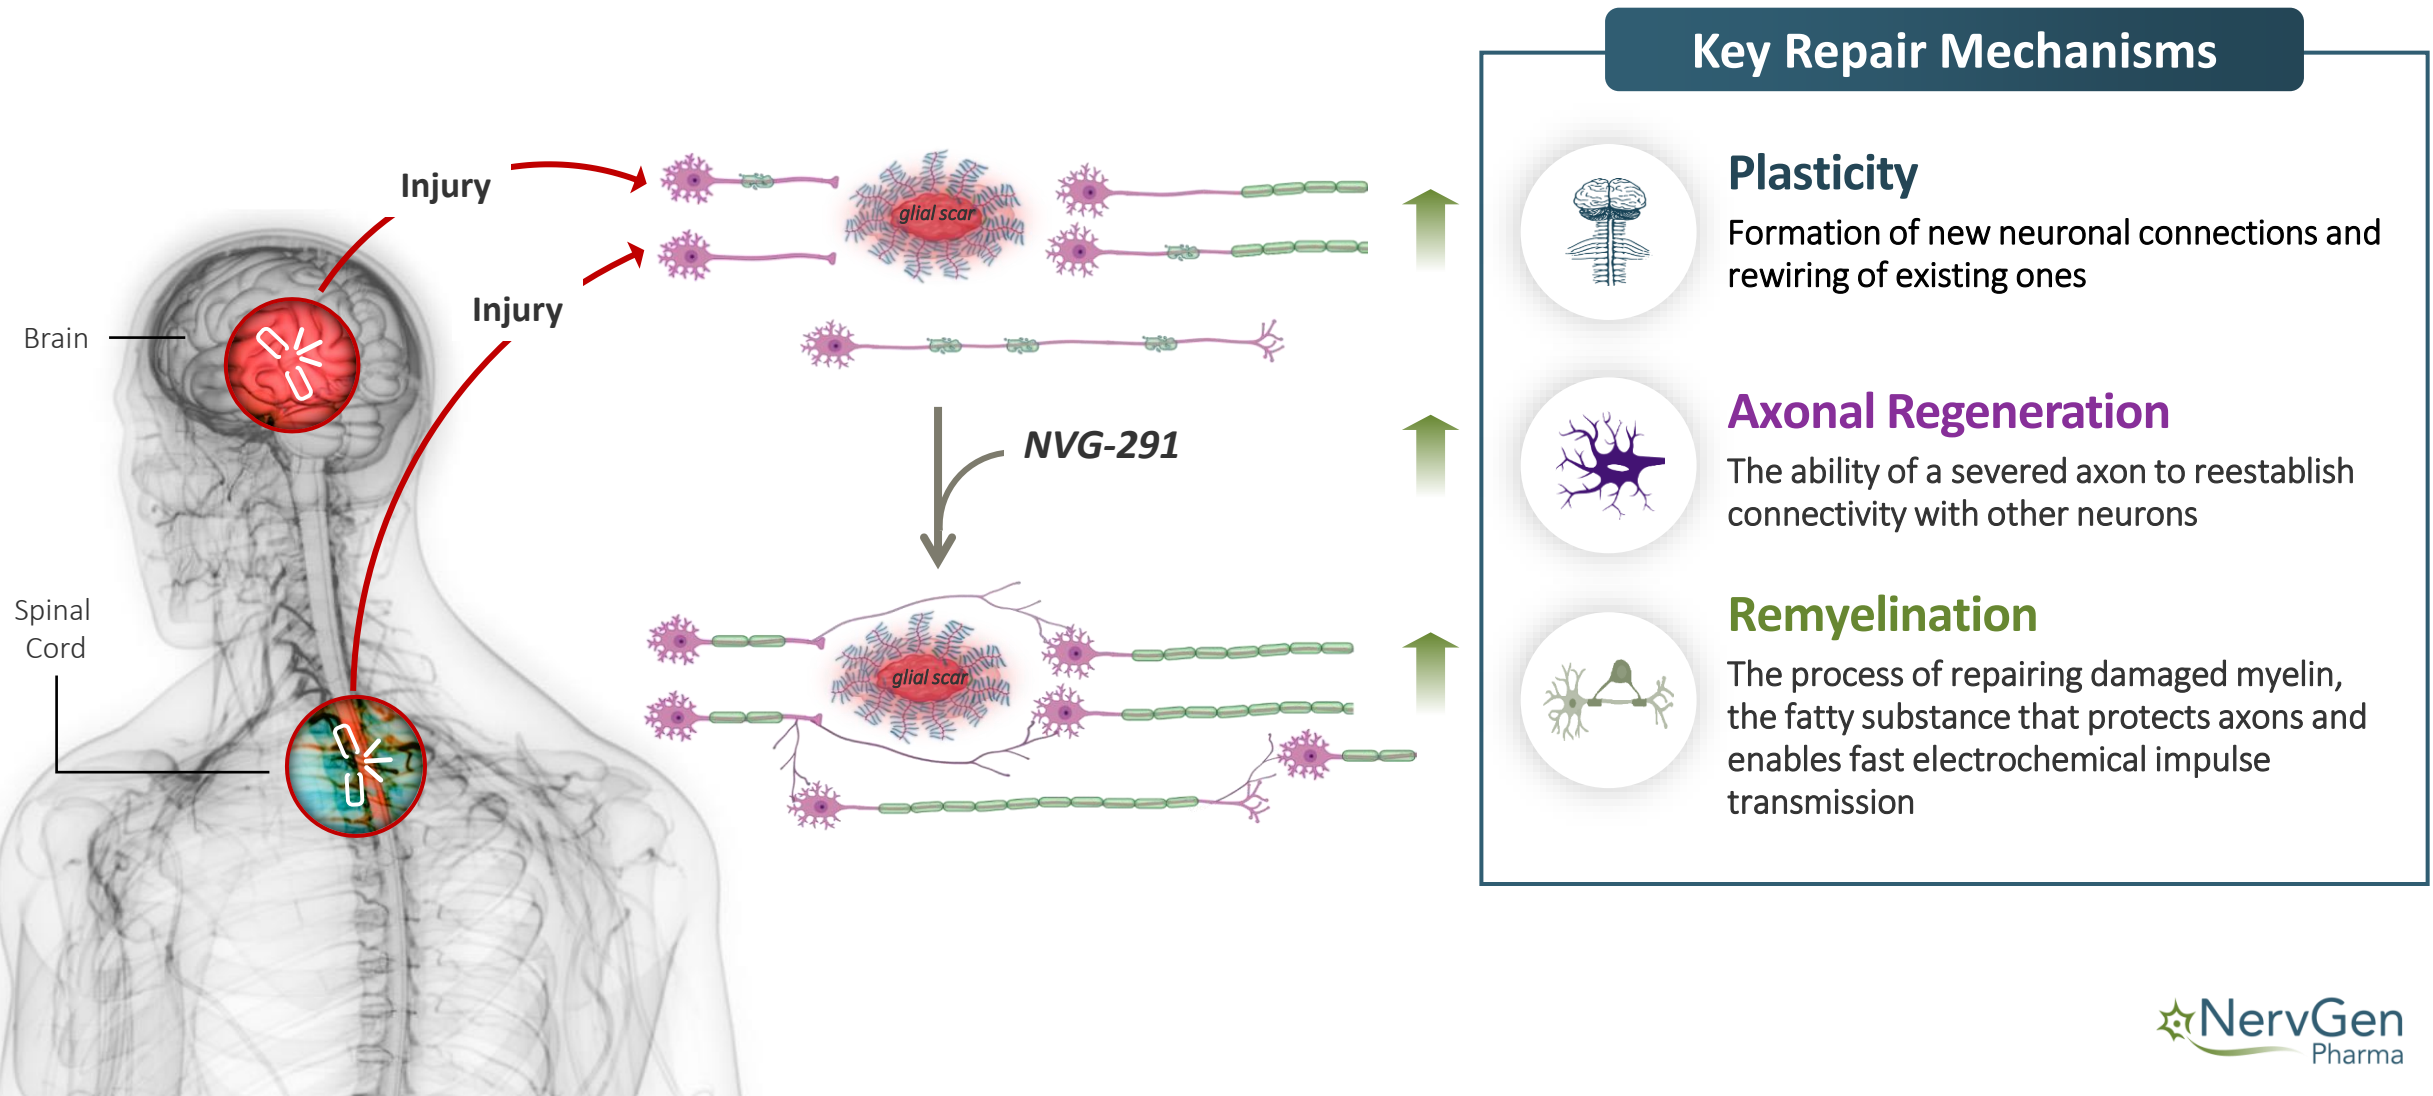 Key Repair Mechanisms
Injury
Injury
Brain
Spinal
Cord
glial scar
NVG-291
glial scar
Plasticity
Formation of new neuronal connections and
rewiring of existing ones
Axonal Regeneration
The ability of a severed axon to reestablish
connectivity with other neurons
Remyelination
The process of repairing damaged myelin,
the fatty substance that protects axons and
enables fast electrochemical impulse
transmission
NervGen
Pharma